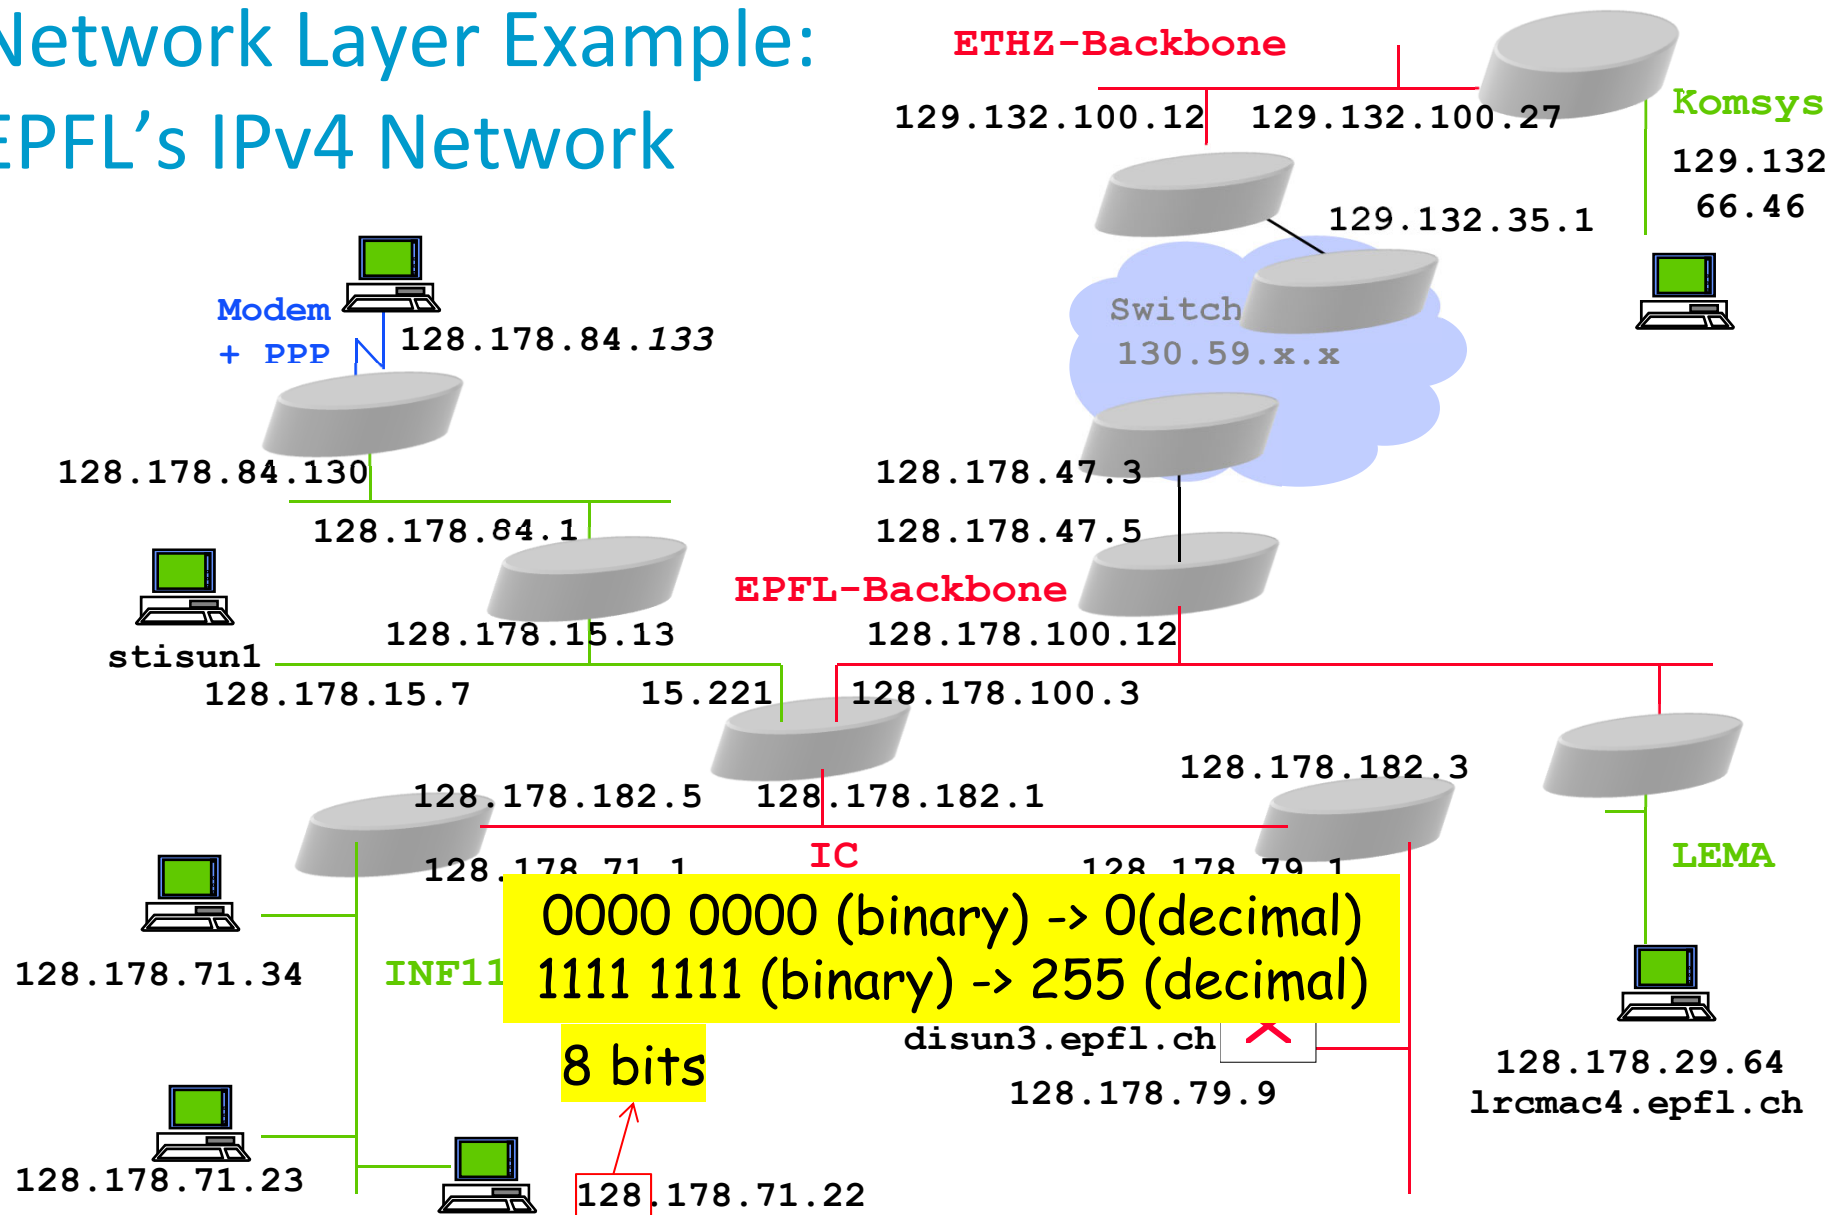 Network Layer Example:
EPFL's IPv4 Network
ETHZ-Backbone
129.132.100.12
129.132.100.27
Komsys
129.132
66.46
129.132.35.1
Modem
+ PPP
128.178.84.133
Switch
130.59.x.x
128.178.84.130
128.178.47.3
128.178.84.1
128.178.47.5
EPFL-Backbone
128.178.15.13
128.178.100.12
stisun1
128.178.15.7
15.221
128.178.100.3
128.178.182.3
128.178.182.5
128.178.182.1
IC
LEMA
128.178.71.1
128.178.79.1
0000 0000 (binary) -> 0(decimal)
1111 1111 (binary) -> 255 (decimal)
128.178.71.34
INF11
disun3.epfl.ch
8 bits
128.178.29.64
lrcmac4.epfl.ch
128.178.79.9
128.178.71.23
128.178.71.22